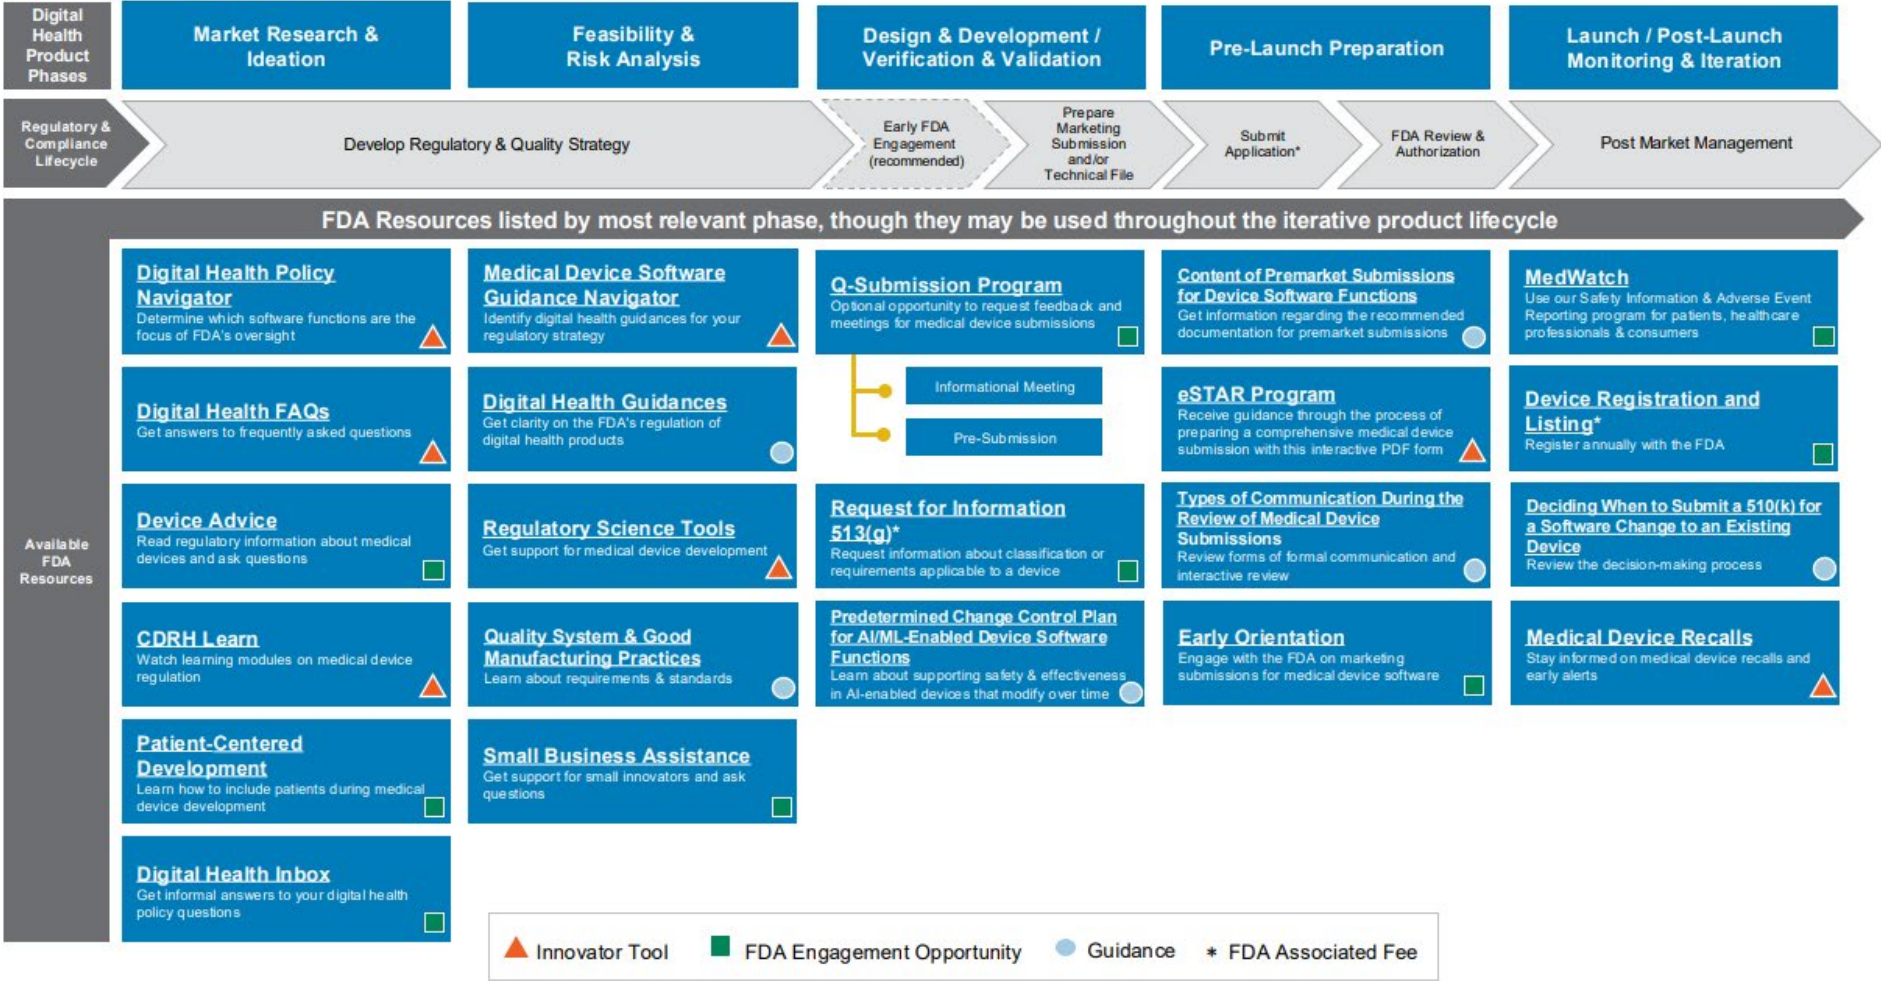 Digital
Health
Product
Phases
Market Research &
Ideation
Feasibility &
Risk Analysis
Design & Development /
Verification & Validation
Pre-Launch Preparation
Launch / Post-Launch
Monitoring & Iteration
Regulatory &
Compliance
Lifecycle
Develop Regulatory & Quality Strategy
Early FDA
Engagement
(recommended)
Prepare
Marketing
Submission
and/or
Technical File
Submit
Application*
FDA Review &
Authorization
Post Market Management
FDA Resources listed by most relevant phase, though they may be used throughout the iterative product lifecycle
Available
FDA
Resources
Digital Health Policy
Navigator
Determine which software functions are the
focus of FDA's oversight
Digital Health FAQs
Get answers to frequently asked questions
Device Advice
Read regulatory information about medical
devices and ask questions
CDRH Learn
Watch learning modules on medical device
regulation
Patient-Centered
Development
Learn how to include patients during medical
device development
Digital Health Inbox
Get informal answers to your digital health
policy questions
Medical Device Software
Guidance Navigator
Identify digital health guidances for your
regulatory strategy
Digital Health Guidances
Get clarity on the FDA's regulation of
digital health products
Regulatory Science Tools
Get support for medical device development
Quality System & Good
Manufacturing Practices
Learn about requirements & standards
Small Business Assistance
Get support for small innovators and ask
questions
Q-Submission Program
Optional opportunity to request feedback and
meetings for medical device submissions
Informational Meeting
Pre-Submission
Request for Information
513(g)*
Request information about classification or
requirements applicable to a device
Predetermined Change Control Plan
for AI/ML-Enabled Device Software
Functions
Learn about supporting safety & effectiveness
in AI-enabled devices that modify over time
Content of Premarket Submissions
for Device Software Functions
Get information regarding the recommended
documentation for premarket submissions
eSTAR Program
Receive guidance through the process of
preparing a comprehensive medical device
submission with this interactive PDF form
Types of Communication During the
Review of Medical Device
Submissions
Review forms of formal communication and
interactive review
Early Orientation
Engage with the FDA on marketing
submissions for medical device software
MedWatch
Use our Safety Information & Adverse Event
Reporting program for patients, healthcare
professionals & consumers
Device Registration and
Listing*
Register annually with the FDA
Deciding When to Submit a 510(k) for
a Software Change to an Existing
Device
Review the decision-making process
Medical Device Recalls
Stay informed on medical device recalls and
early alerts
Innovator Tool
FDA Engagement Opportunity
Guidance
* FDA Associated Fee